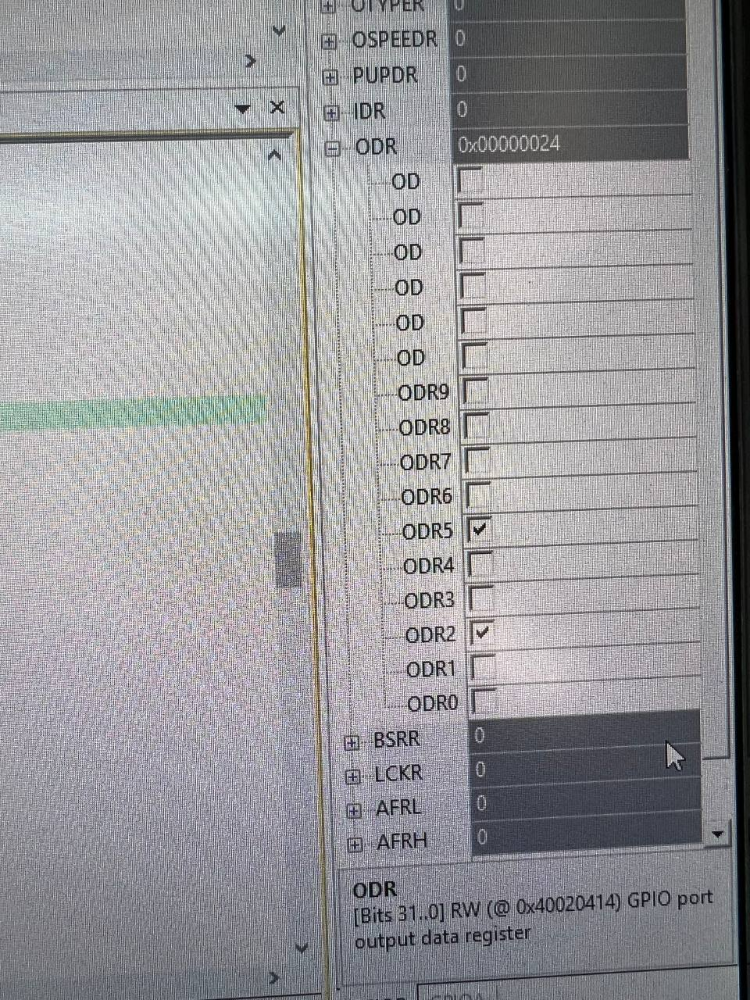 OTYPER 0
OSPEEDR 0
PUPDR 0
IDR 0
ODR 0x00000024
OD
OD
OD
OD
OD
OD
ODR9
ODR8
ODR7
ODR6
ODR5
ODR4
ODR3
ODR2
ODR1
ODR0
BSRR 0
LCKR 0
AFRL 0
AFRH 0
ODR
[Bits 31..0] RW (@ 0x40020414) GPIO port
output data register